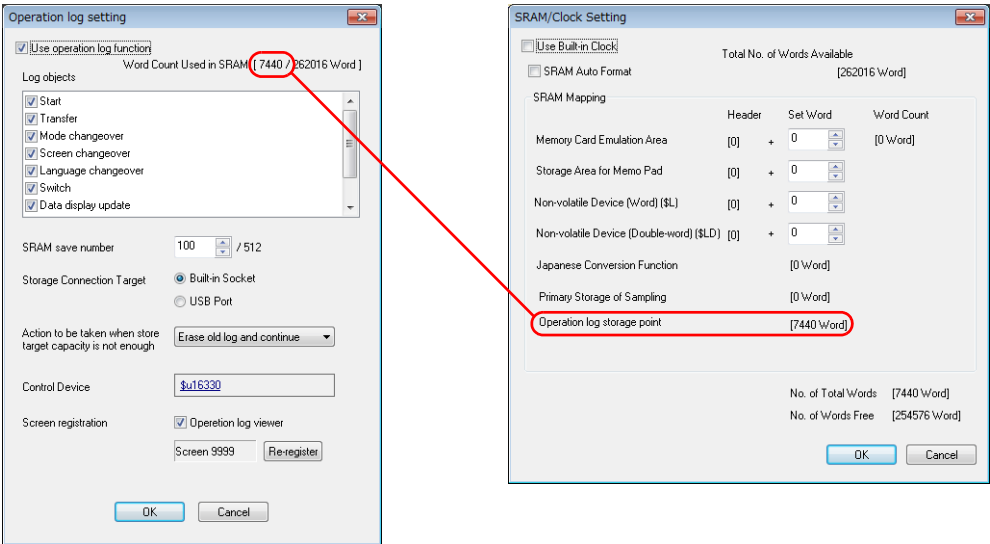 Operation log setting
Use operation log function
Word Count Used in SRAM [ 7440 / 262016 Word ]
Log objects
Start
Transfer
Mode changeover
Screen changeover
Language changeover
Switch
Data display update
SRAM save number 100 / 512
Storage Connection Target Built-in Socket
USB Port
Action to be taken when store
target capacity is not enough Erase old log and continue
Control Device $u16330
Screen registration Operetion log viewer
Screen 9999 Re-register
OK Cancel
SRAM/Clock Setting
Use Built-in Clock
Total No. of Words Available
SRAM Auto Format [262016 Word]
SRAM Mapping
Header Set Word Word Count
Memory Card Emulation Area [0] + 0 [0 Word]
Storage Area for Memo Pad [0] + 0
Non-volatile Device (Word) ($L) [0] + 0
Non-volatile Device (Double-word) ($LD) [0] + 0
Japanese Conversion Function [0 Word]
Primary Storage of Sampling [0 Word]
Operation log storage point [7440 Word]
No. of Total Words [7440 Word]
No. of Words Free [254576 Word]
OK Cancel